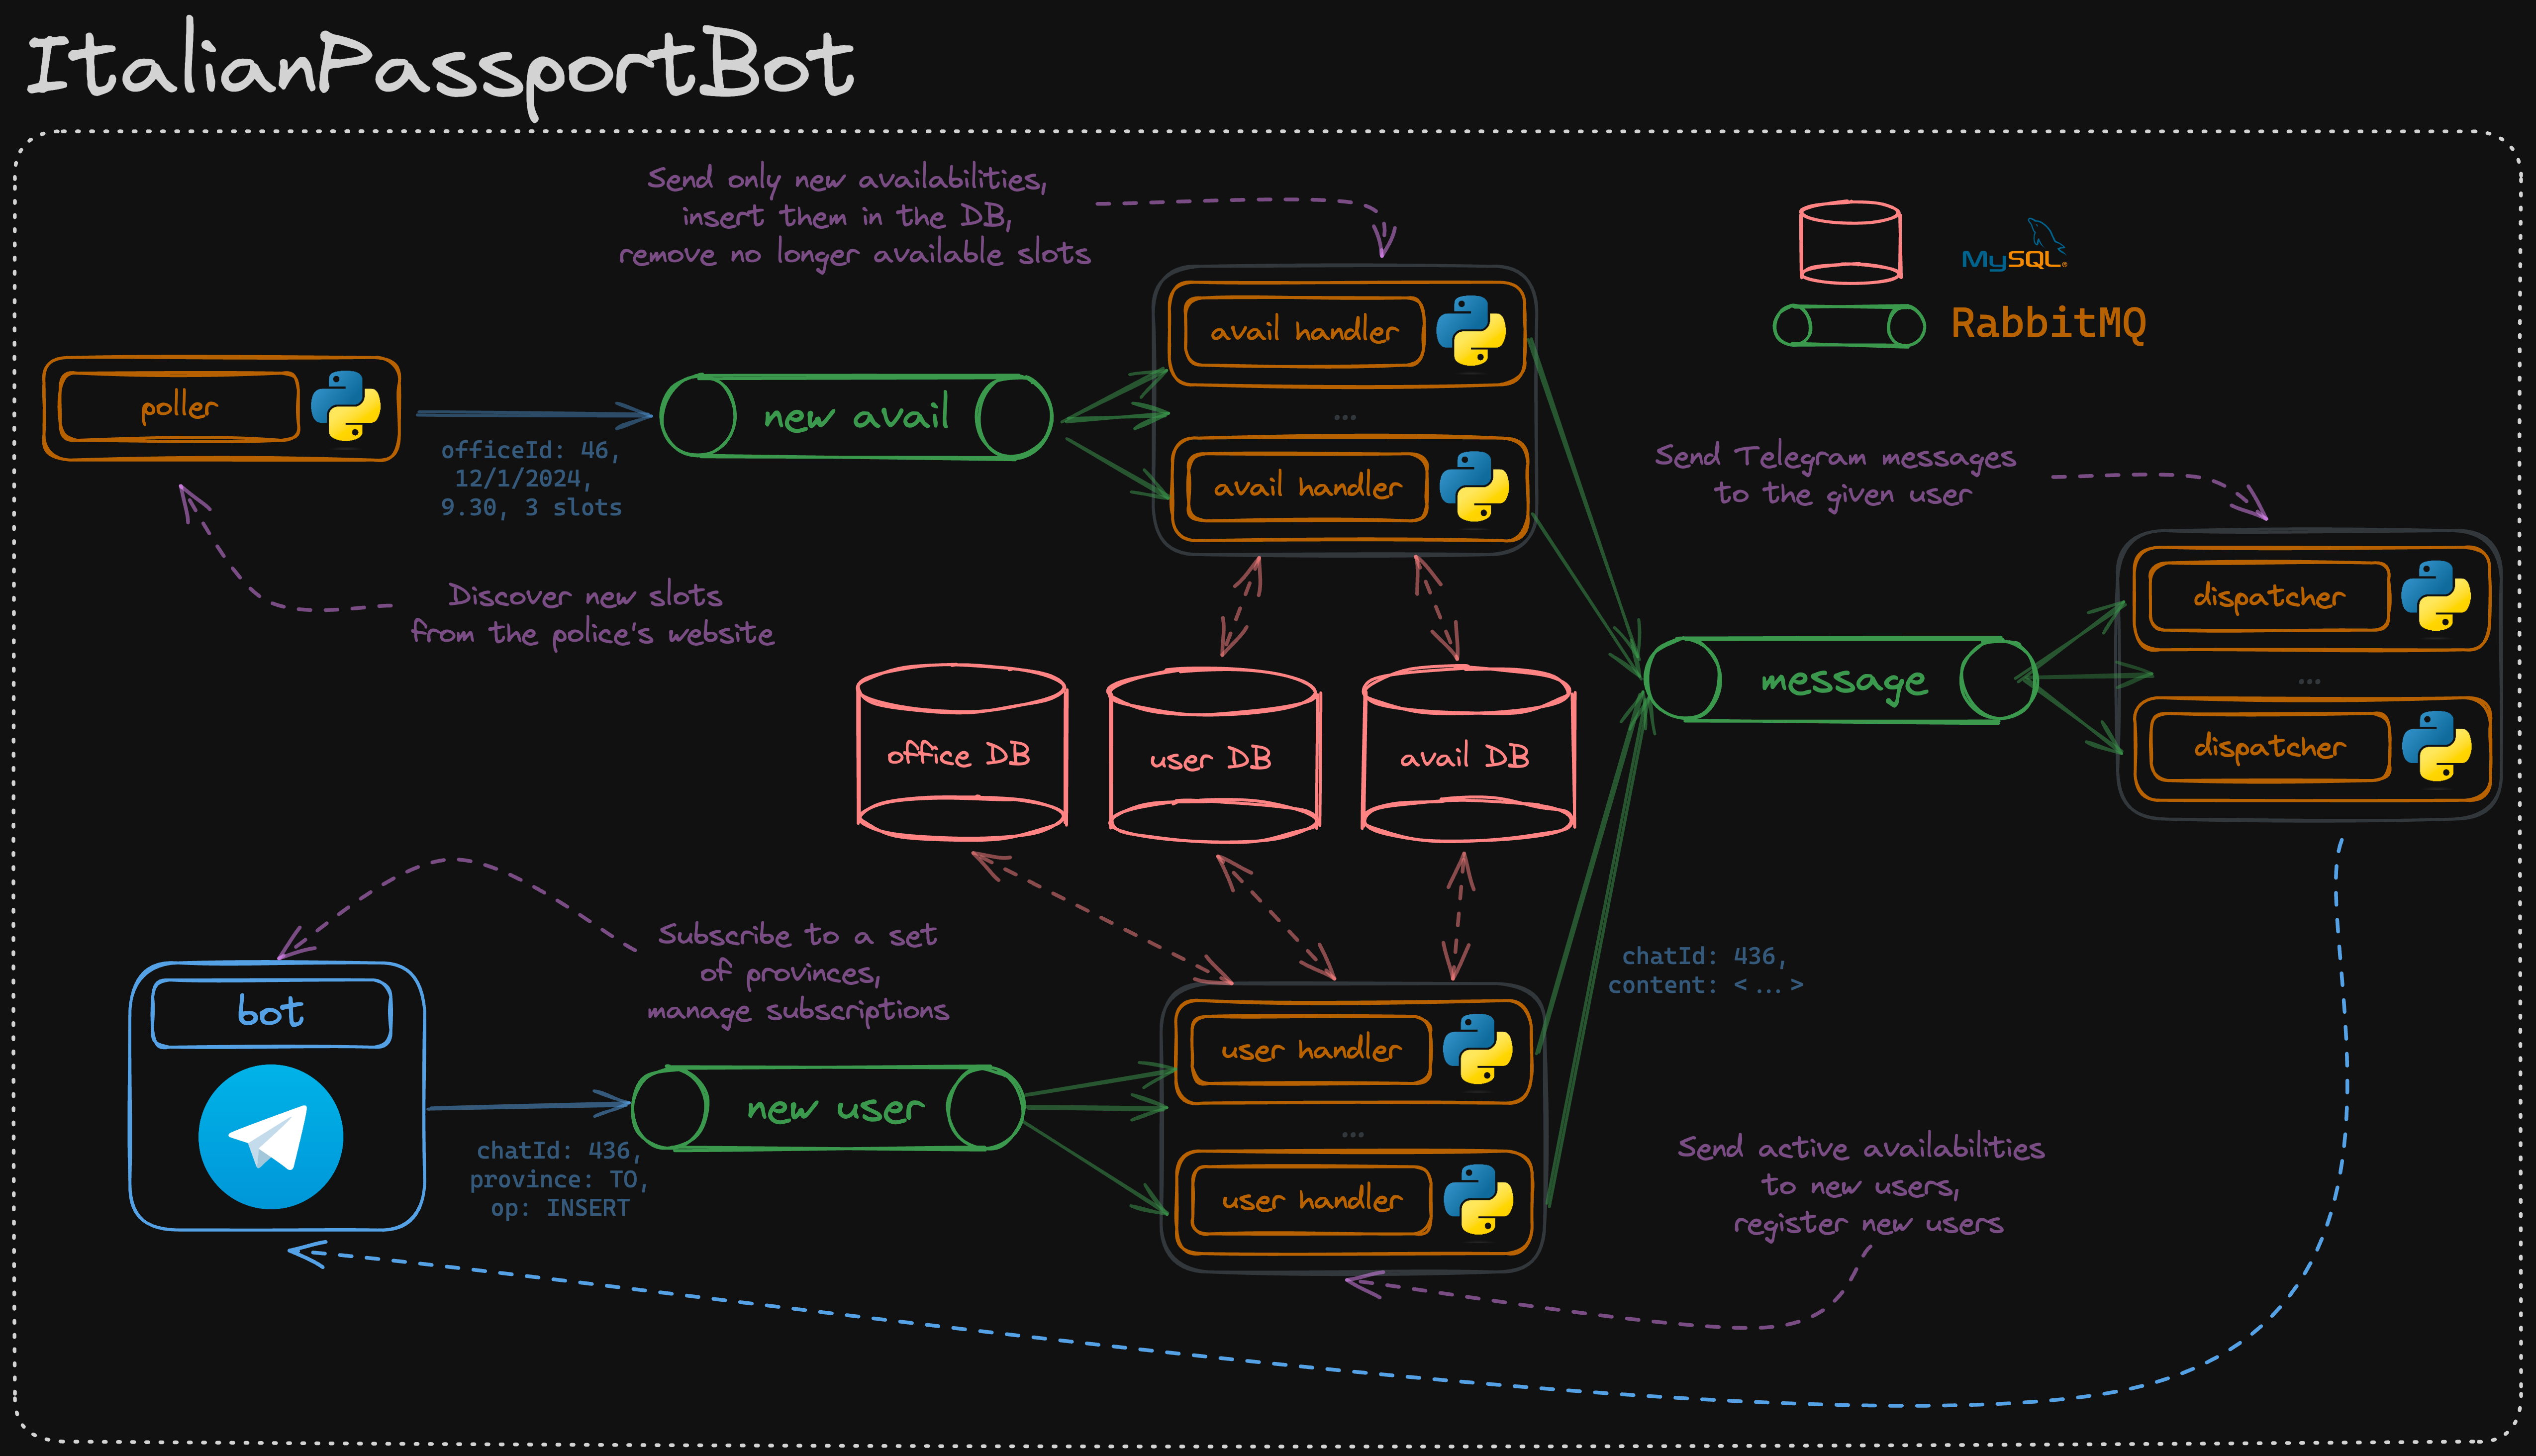 ItalianPassportBot
Send only new availabilities,
insert them in the DB,
remove no longer available slots
MySQL®
RabbitMQ
poller
officeId: 46,
12/1/2024,
9.30, 3 slots
new avail
avail handler
...
avail handler
Discover new slots
from the police's website
Send Telegram messages
to the given user
office DB
user DB
avail DB
message
dispatcher
...
dispatcher
Subscribe to a set
of provinces,
manage subscriptions
bot
chatId: 436,
province: TO,
op: INSERT
new user
user handler
...
user handler
chatId: 436,
content: <...>
Send active availabilities
to new users,
register new users